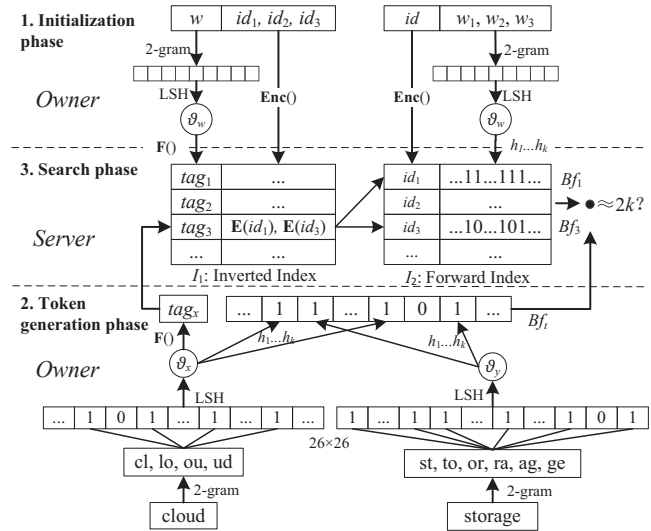 1. Initialization phase
w
id1, id2, id3
id
w1, w2, w3
2-gram
2-gram
Owner
LSH
Enc()
Enc()
LSH
ϑw
ϑw
F()
h1...hk
3. Search phase
tag1
...
id1
...11...111...
Bf1
tag2
...
id2
...
≈2k?
Server
tag3
E(id1), E(id3)
id3
...10...101...
Bf3
...
...
...
...
I1: Inverted Index
I2: Forward Index
2. Token generation phase
tagx
... 1 1 ... 1 0 1 ...
Bft
F()
h1...hk
h1...hk
Owner
ϑx
ϑy
LSH
LSH
... 1 0 1 ... 1 ... 1 ...
1 ... 1 1 ... 1 ... 1 0 1
26×26
cl, lo, ou, ud
st, to, or, ra, ag, ge
2-gram
2-gram
cloud
storage